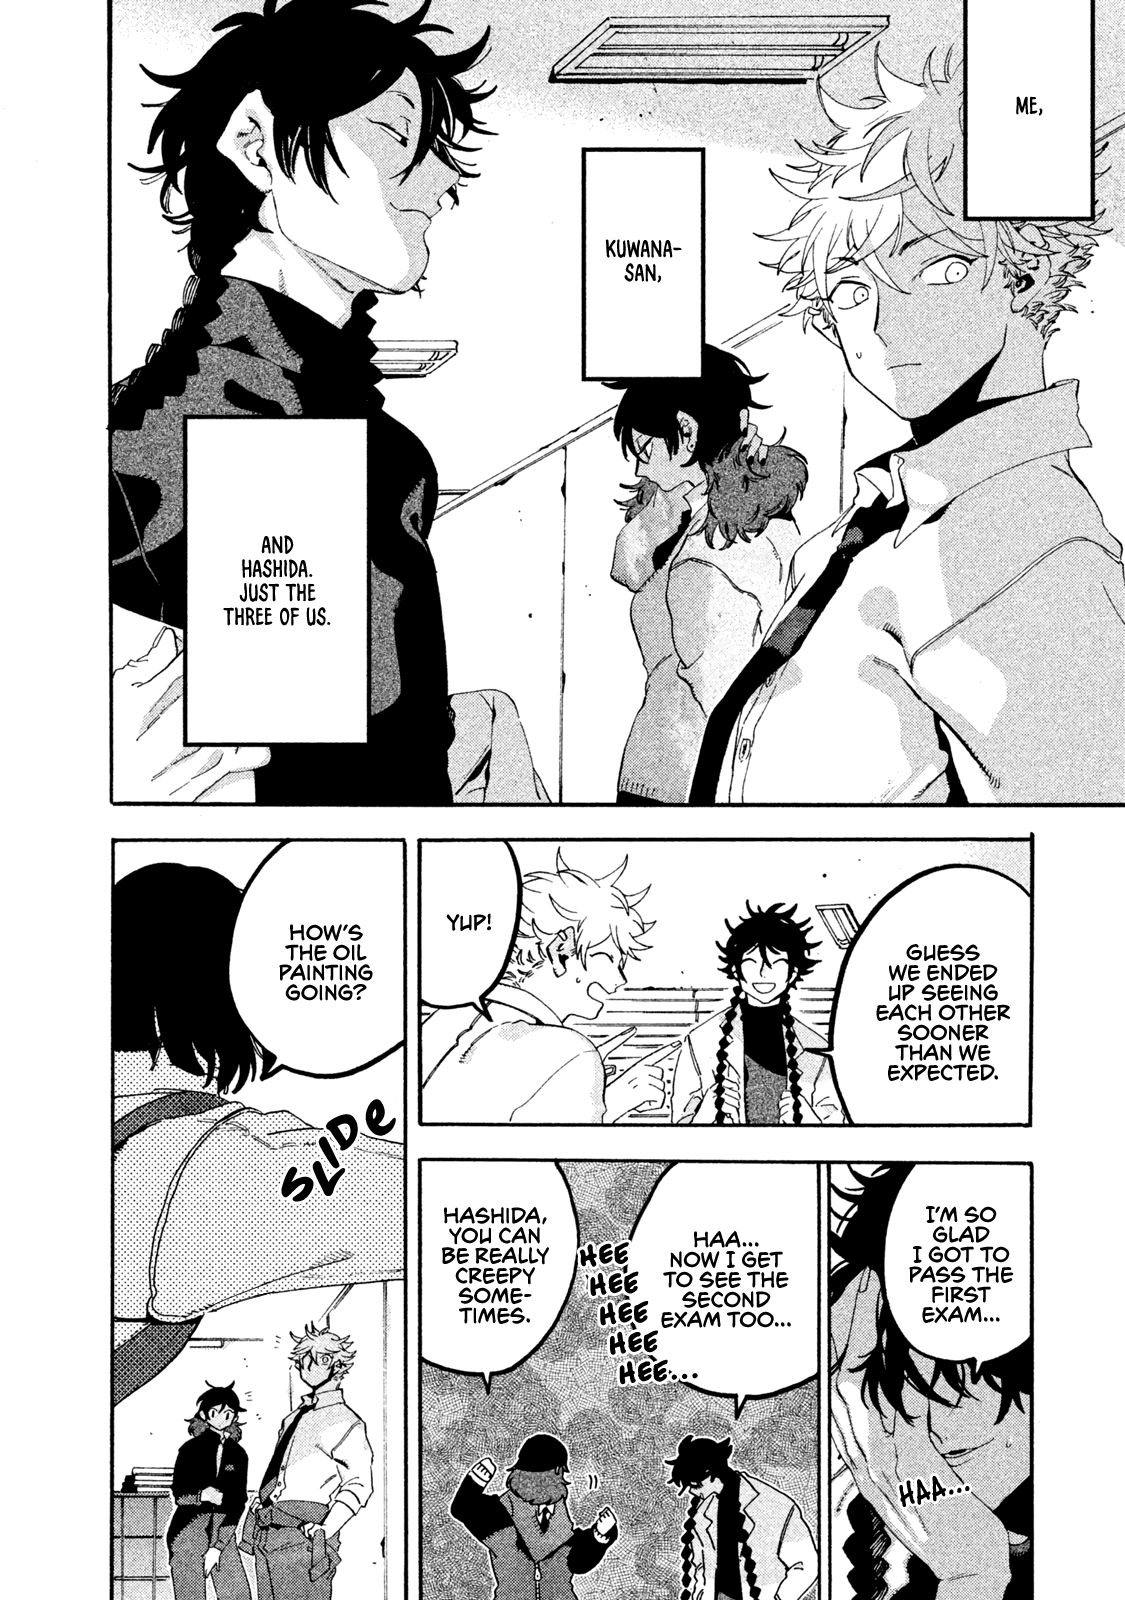 ME,
KUWANA-
SAN,
AND
HASHIDA.
JUST THE
THREE OF US.
GUESS
WE ENDED
UP SEEING
EACH OTHER
SOONER
THAN WE
EXPECTED.
YUP!
I'M SO
GLAD
I GOT TO
PASS THE
FIRST
EXAM...
HAA...
HAA...
NOW I GET
TO SEE THE
SECOND
EXAM TOO...
HEE
HEE
HEE
HEE
HEE...
HASHIDA,
YOU CAN
BE REALLY
CREEPY
SOME-
TIMES.
HOW'S
THE OIL
PAINTING
GOING?
SLIDE